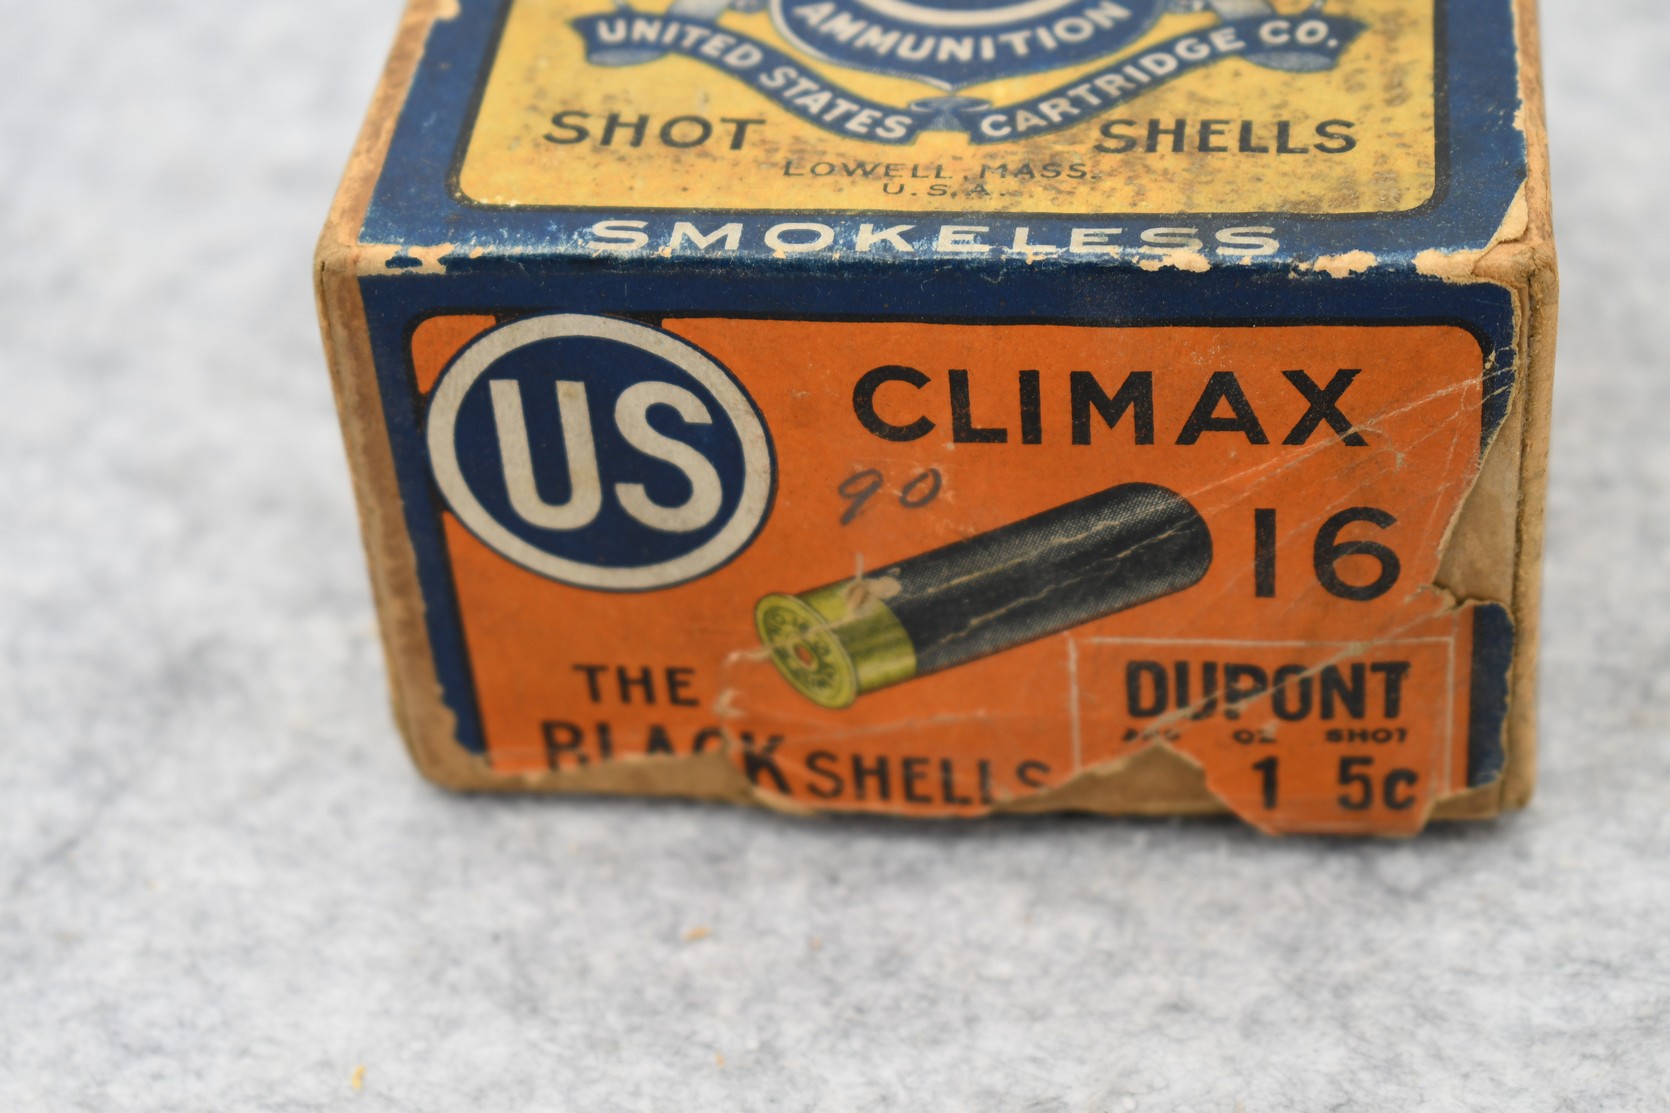 AMMUNITION
UNITED STATES CARTRIDGE CO.
SHOT SHELLS
LOWELL, MASS.
U.S.A.
SMOKELESS
US
CLIMAX
90
16
THE
BLACK SHELLS
DUPONT
OZ SHOT
1 5c